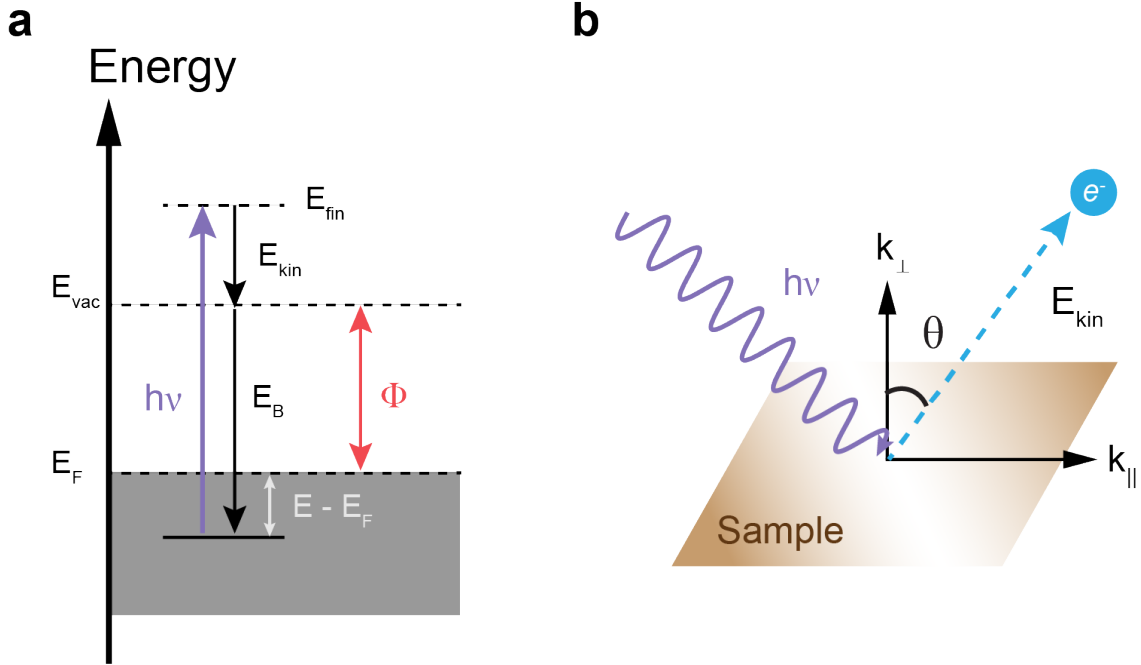 a
Energy
E_fin
E_kin
E_vac
hν
E_B
Φ
E_F
E - E_F
b
e⁻
k_⊥
hν
E_kin
θ
k_||
Sample